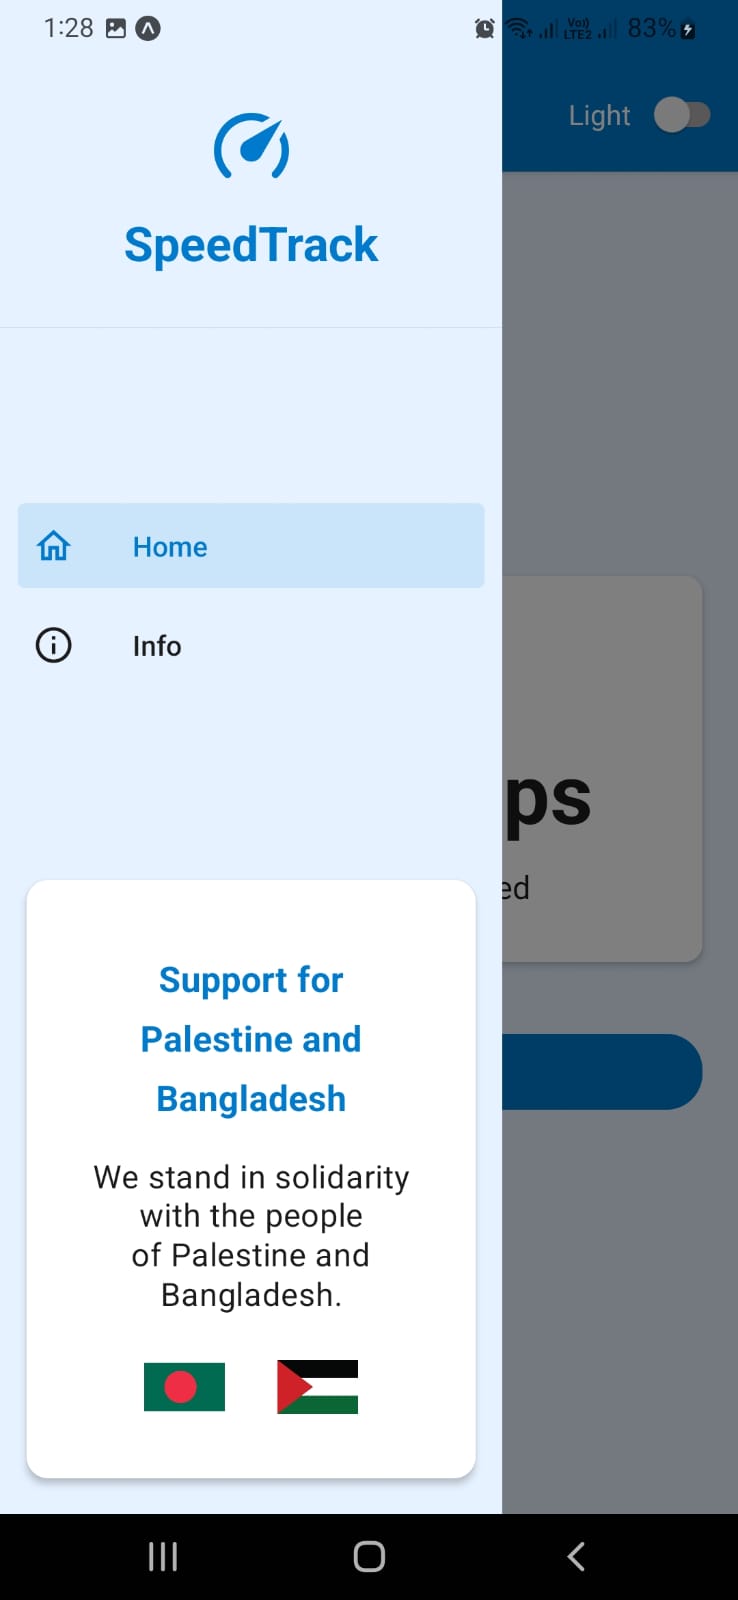 1:28
Vo))
LTE2
83%
Light
SpeedTrack
Home
Info
ps
ed
Support for
Palestine and
Bangladesh
We stand in solidarity
with the people
of Palestine and
Bangladesh.